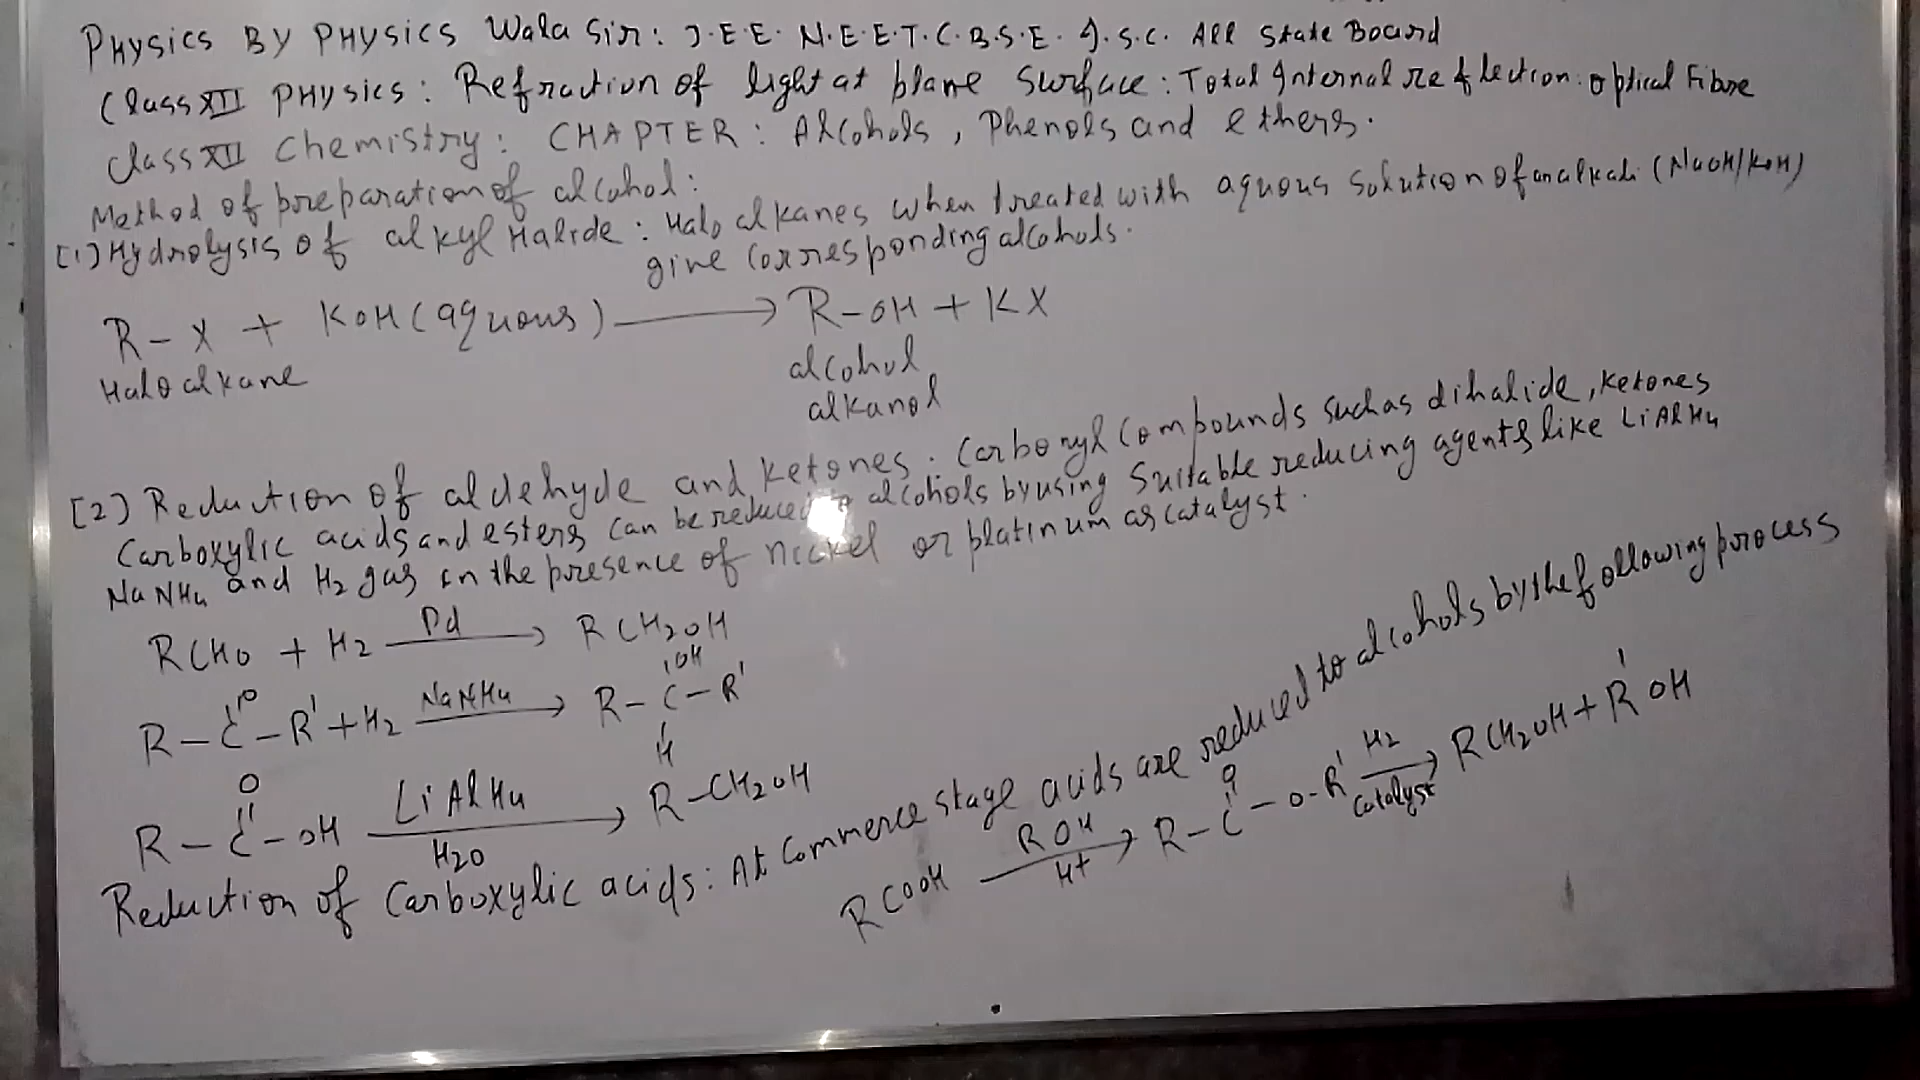 Physics By Physics Wala Sir: J.E.E. N.E.E.T. C.B.S.E. I.S.C. All State Board
Class XII Physics: Refraction of light at plane surface: Total Internal reflection: optical Fibre
Class XII Chemistry: CHAPTER: Alcohols, Phenols and ethers.
Method of preparation of alcohol:
[1] Hydrolysis of alkyl Halide: Halo alkanes when treated with aquous solution of an alkali (NaOH/KOH)
give corresponding alcohols.
R-X + KOH (aquous) → R-OH + KX
Halo alkane alcohol
alkanol
[2] Reduction of aldehyde and ketones. Carbonyl Compounds such as dihalide, ketones
Carboxylic acids and esters can be reduced to alcohols by using suitable reducing agents like LiAlH4
NaNH4 and H2 gas in the presence of nickel or platinum as catalyst.
RCHO + H2 —Pd→ RCH2OH
R-C(=O)-R' + H2 —NaNH4→ R-C(OH)(H)-R'
R-C(=O)-OH —LiAlH4/H2O→ R-CH2OH
Reduction of Carboxylic acids: At Commerce stage acids are reduced to alcohols by the following process
RCOOH —ROH/H+→ R-C(=O)-O-R' —H2/Catalyst→ RCH2OH + R'OH